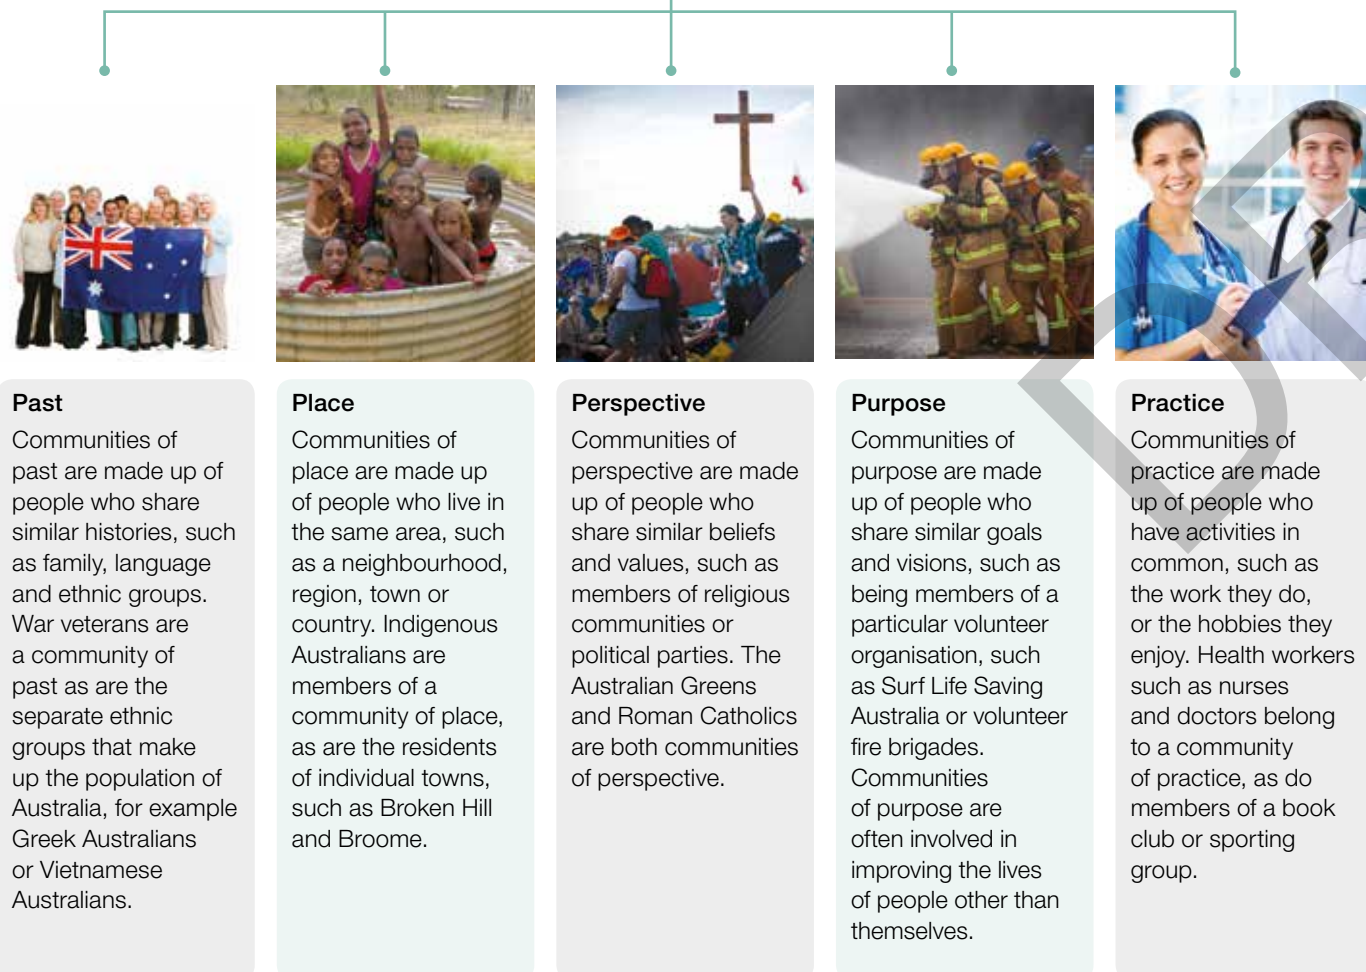 Past
Communities of
past are made up of
people who share
similar histories, such
as family, language
and ethnic groups.
War veterans are
a community of
past as are the
separate ethnic
groups that make
up the population of
Australia, for example
Greek Australians
or Vietnamese
Australians.
Place
Communities of
place are made up
of people who live in
the same area, such
as a neighbourhood,
region, town or
country. Indigenous
Australians are
members of a
community of place,
as are the residents
of individual towns,
such as Broken Hill
and Broome.
Perspective
Communities of
perspective are made
up of people who
share similar beliefs
and values, such as
members of religious
communities or
political parties. The
Australian Greens
and Roman Catholics
are both communities
of perspective.
Purpose
Communities of
purpose are made
up of people who
share similar goals
and visions, such as
being members of a
particular volunteer
organisation, such
as Surf Life Saving
Australia or volunteer
fire brigades.
Communities
of purpose are
often involved in
improving the lives
of people other than
themselves.
Practice
Communities of
practice are made
up of people who
have activities in
common, such as
the work they do,
or the hobbies they
enjoy. Health workers
such as nurses
and doctors belong
to a community
of practice, as do
members of a book
club or sporting
group.